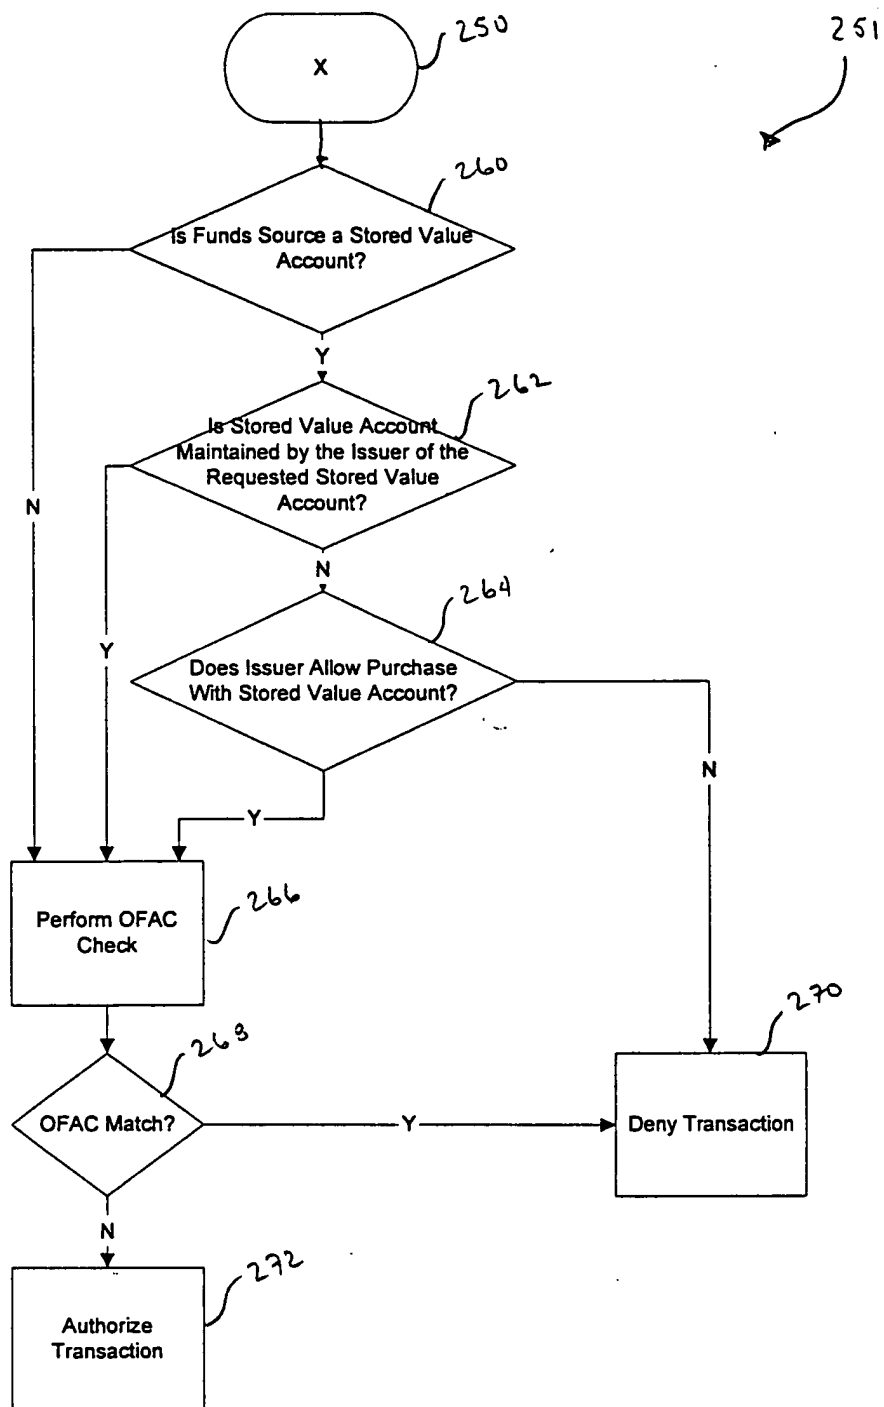 250
251
X
260
Is Funds Source a Stored Value
Account?
Y
262
Is Stored Value Account
Maintained by the Issuer of the
Requested Stored Value
Account?
N
N
264
Y
Does Issuer Allow Purchase
With Stored Value Account?
N
Y
266
Perform OFAC
Check
270
268
OFAC Match?
Y
Deny Transaction
N
272
Authorize
Transaction